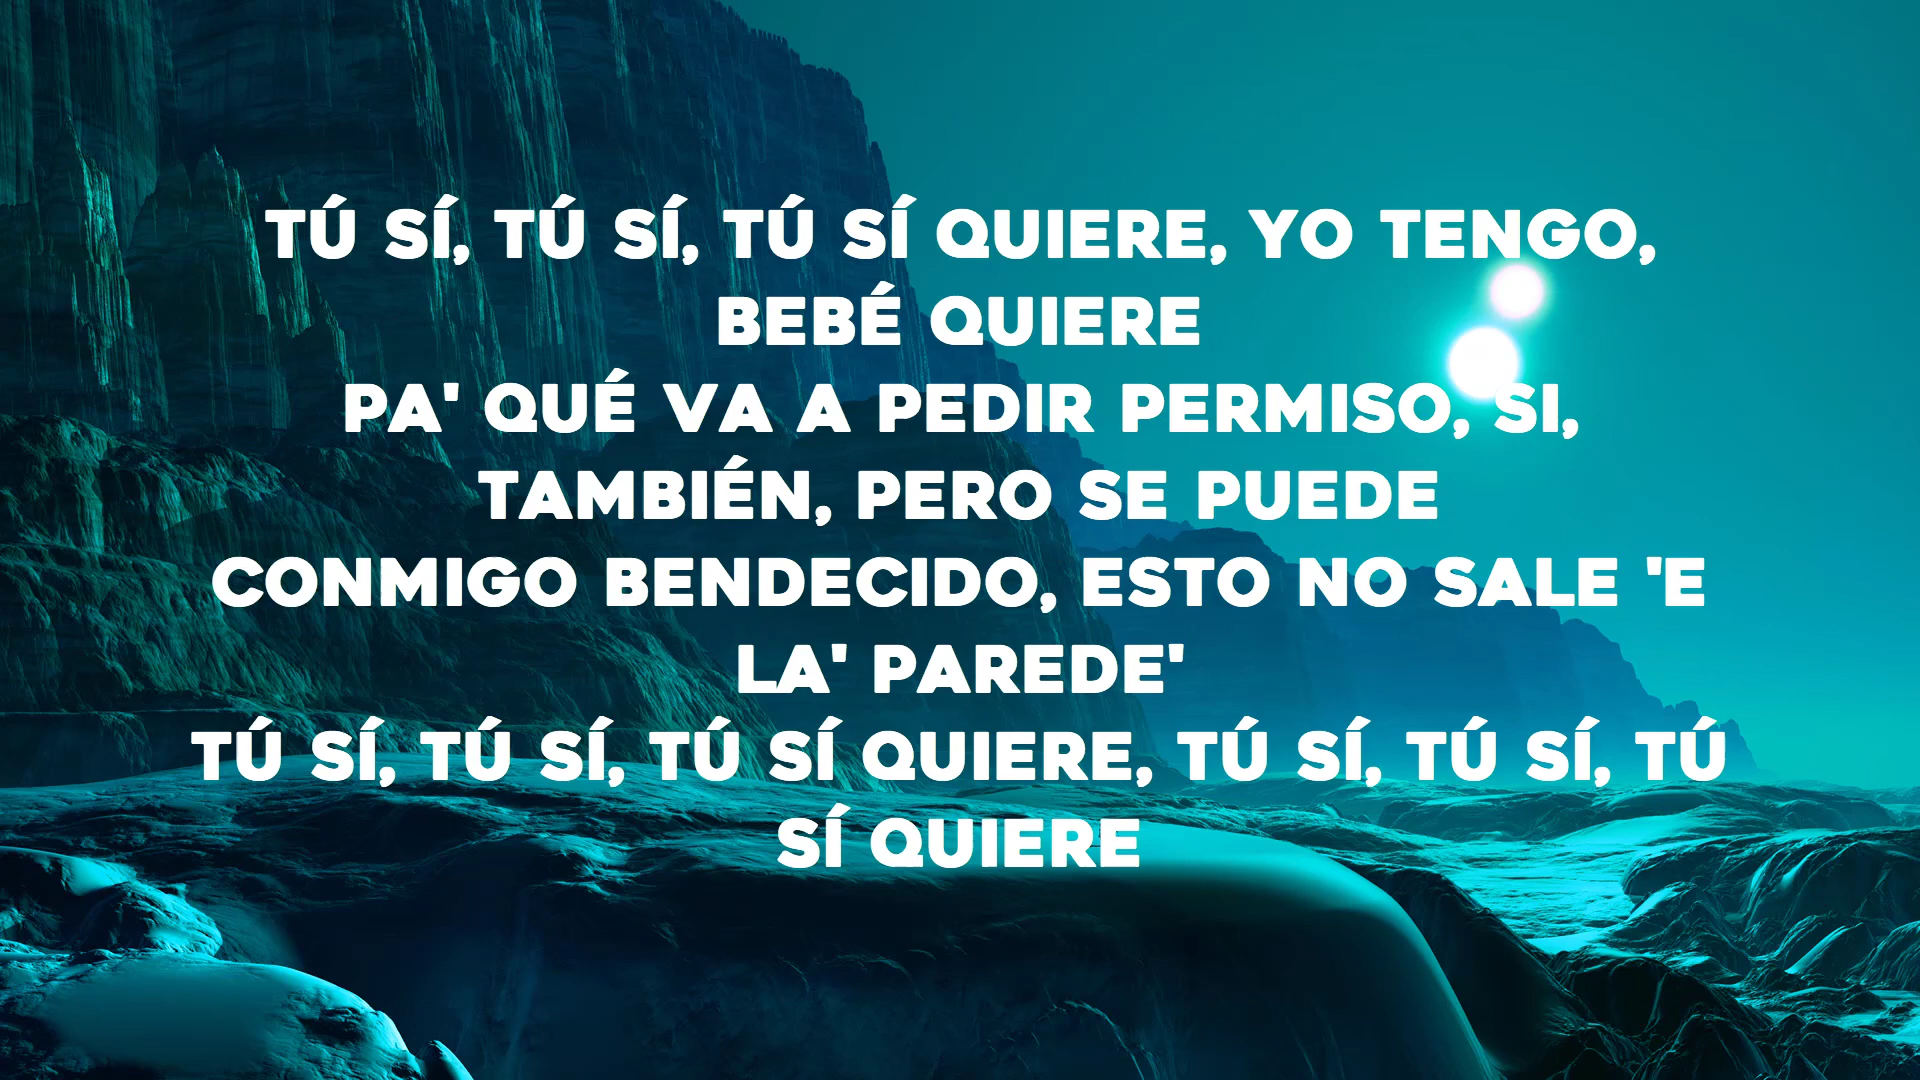 TÚ SÍ, TÚ SÍ, TÚ SÍ QUIERE, YO TENGO,
BEBÉ QUIERE
PA' QUÉ VA A PEDIR PERMISO, SI,
TAMBIÉN, PERO SE PUEDE
CONMIGO BENDECIDO, ESTO NO SALE 'E
LA' PAREDE'
TÚ SÍ, TÚ SÍ, TÚ SÍ QUIERE, TÚ SÍ, TÚ SÍ, TÚ
SÍ QUIERE